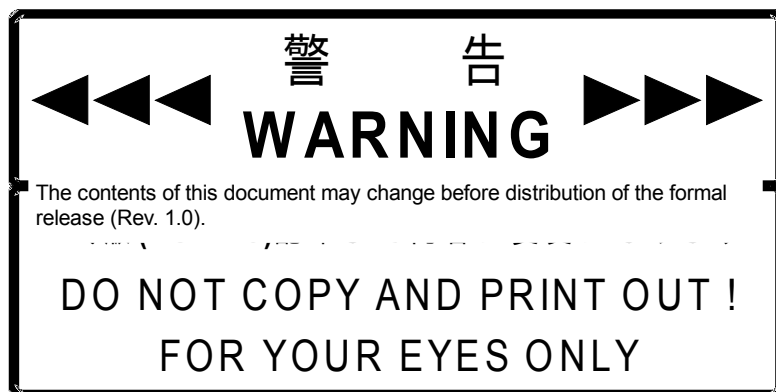 警 告
WARNING
The contents of this document may change before distribution of the formal
release (Rev. 1.0).
DO NOT COPY AND PRINT OUT !
FOR YOUR EYES ONLY